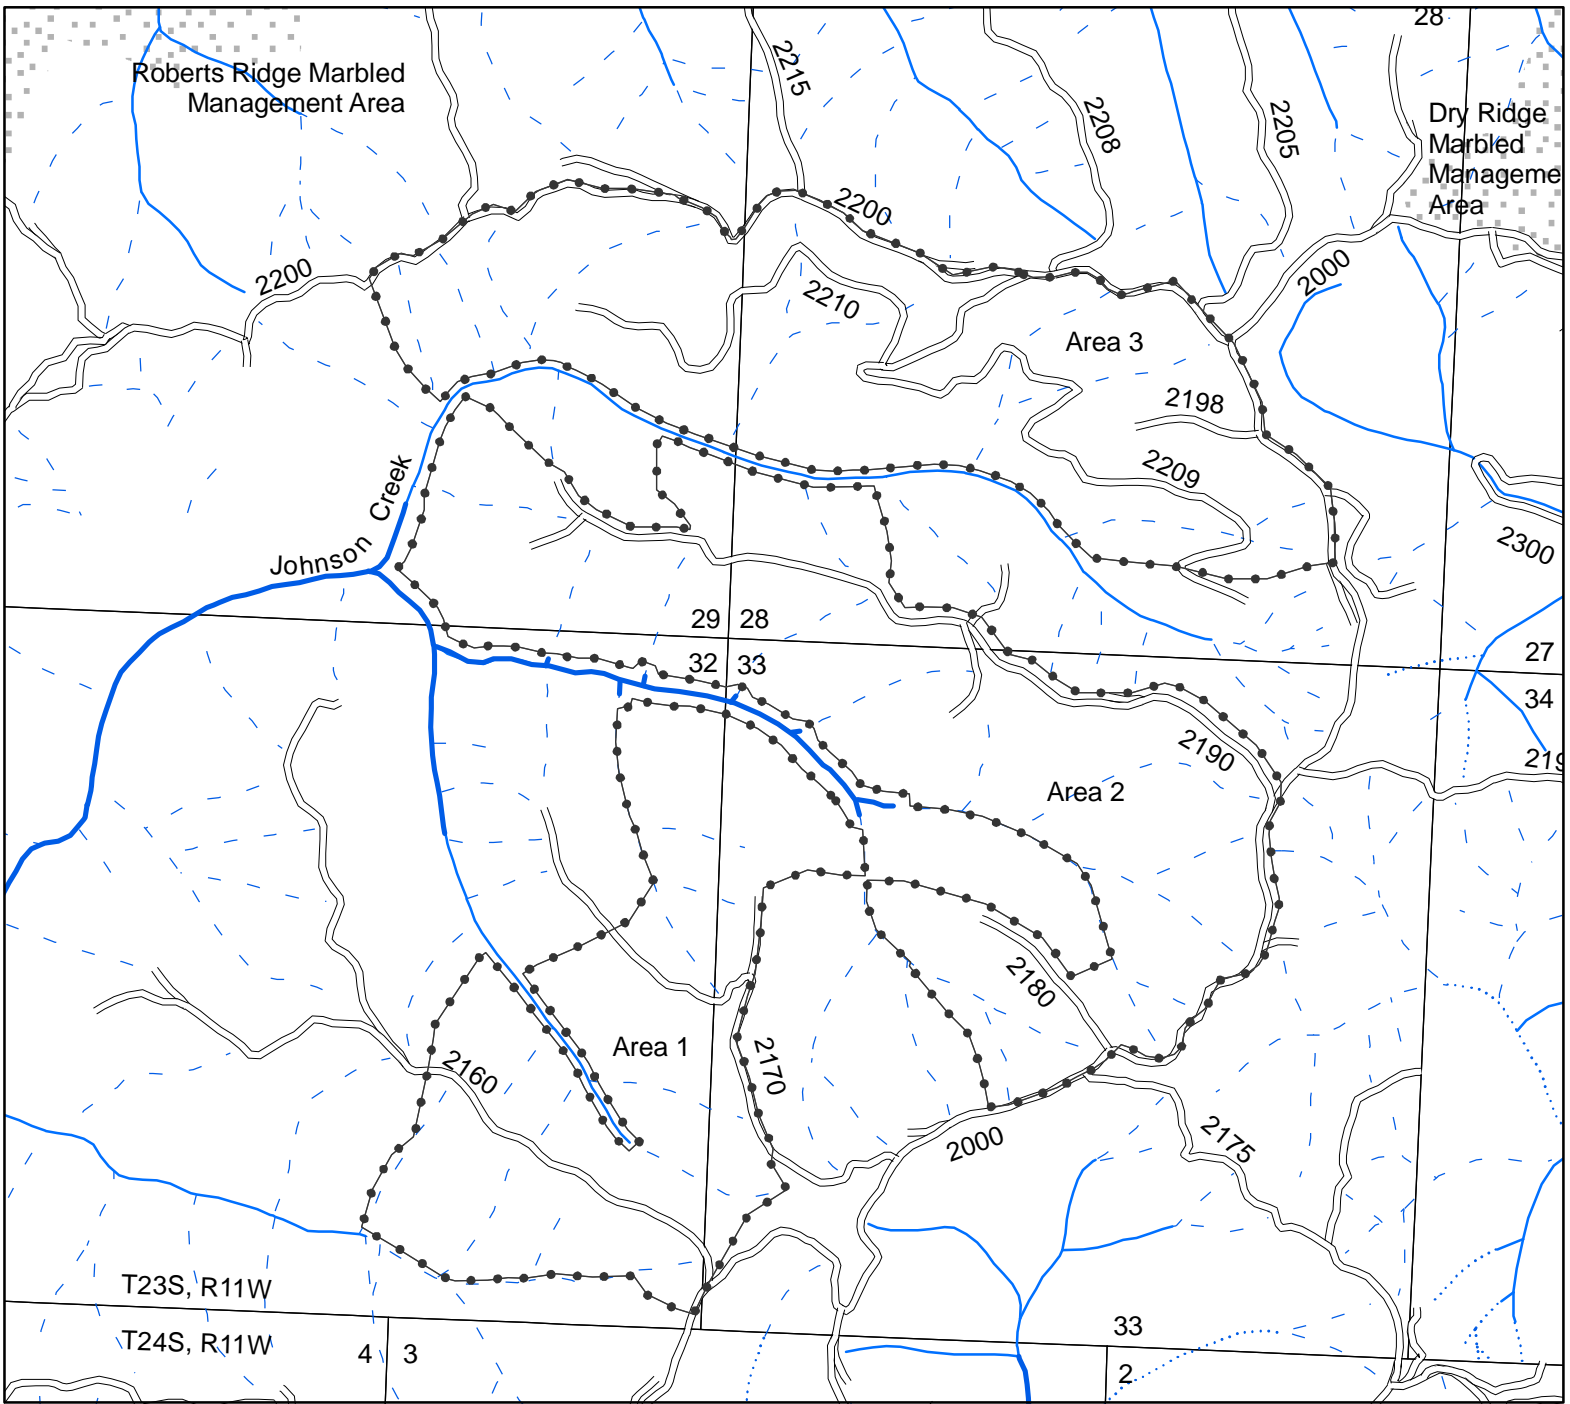 28
2215
Roberts Ridge Marbled
Management Area
2208
2205
Dry Ridge
Marbled
Manageme
Area
2200
2200
2000
2210
Area 3
2198
2209
Creek
Johnson
2300
29
28
32
33
27
34
2190
219
Area 2
2180
Area 1
2170
2160
2000
2175
T23S, R11W
T24S, R11W
4
3
33
2